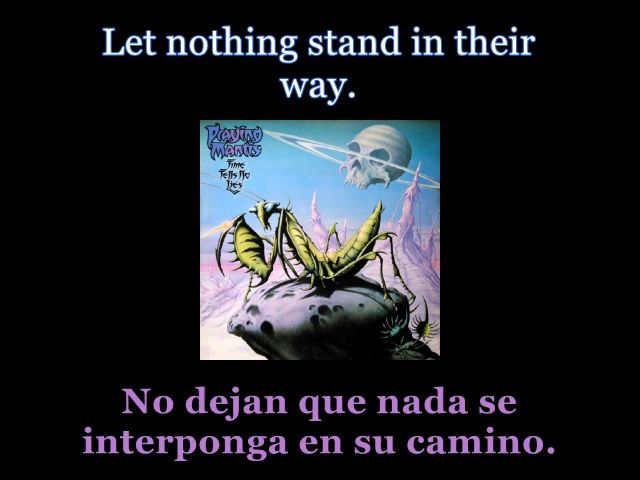 Let nothing stand in their
way.
Praying
Mantis
Time
Tells No
Lies
No dejan que nada se
interponga en su camino.